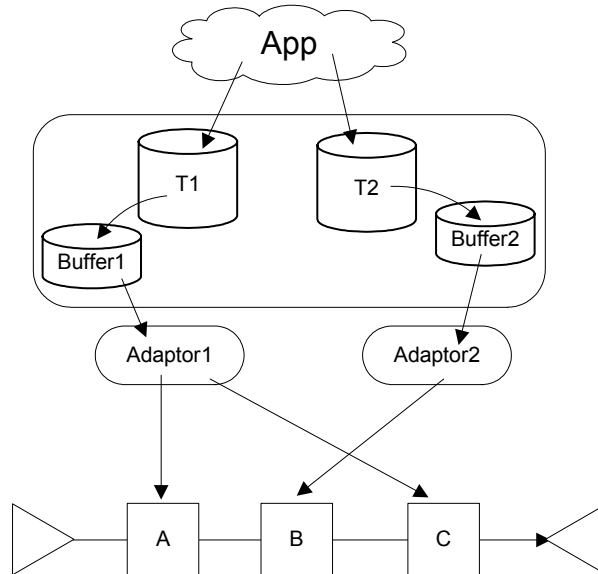 App
T1
T2
Buffer1
Buffer2
Adaptor1
Adaptor2
A
B
C